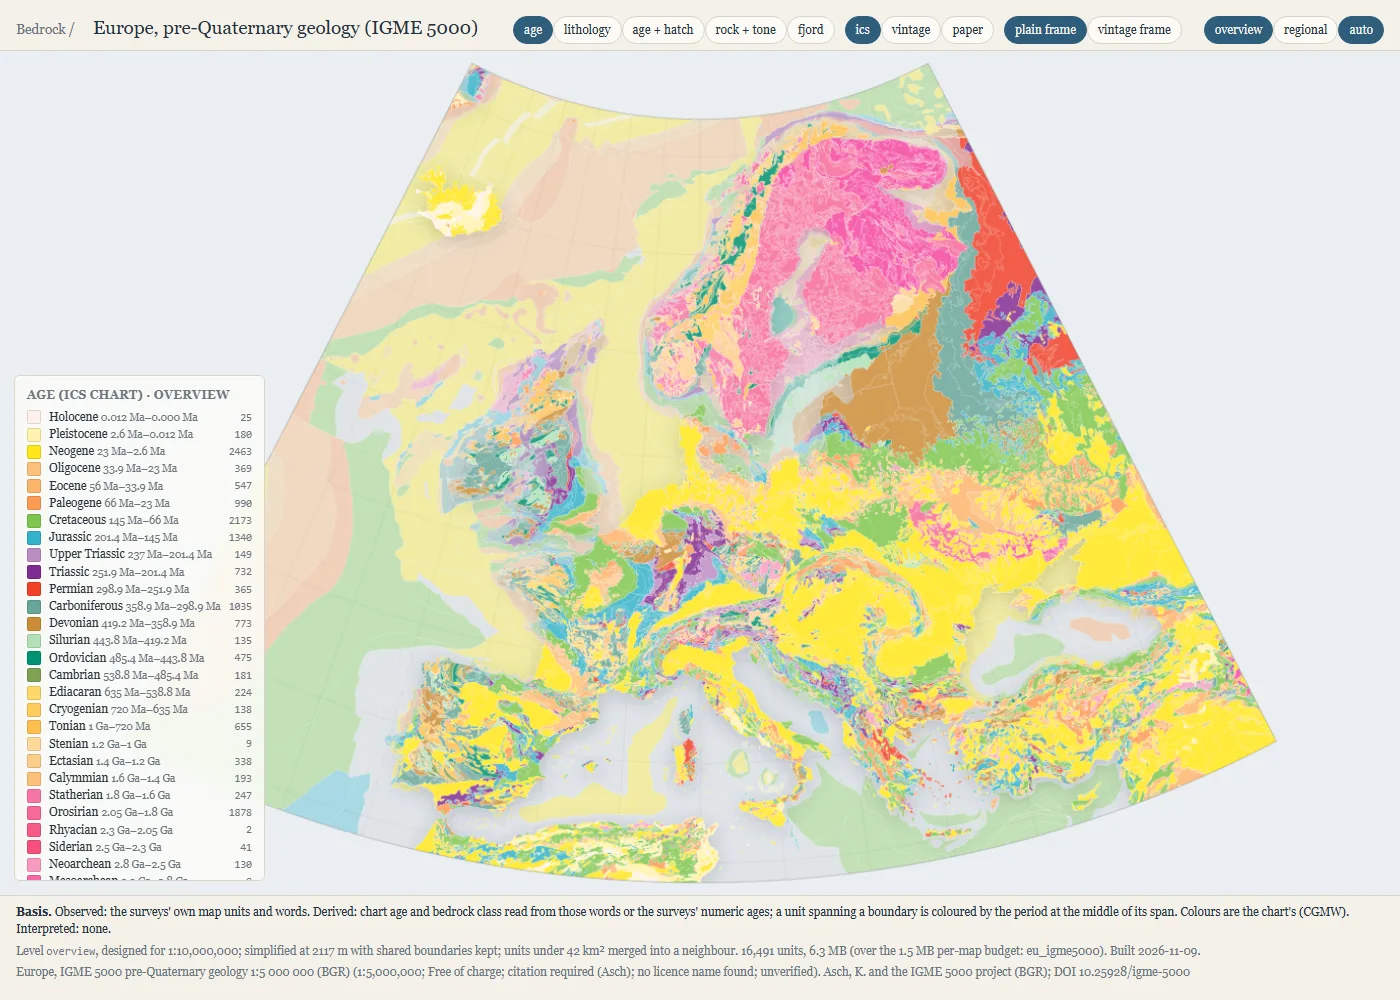 Bedrock / Europe, pre-Quaternary geology (IGME 5000) age lithology age + hatch rock + tone fjord ics vintage paper plain frame vintage frame overview regional auto
AGE (ICS CHART) · OVERVIEW
Holocene 0.012 Ma–0.000 Ma 25
Pleistocene 2.6 Ma–0.012 Ma 180
Neogene 23 Ma–2.6 Ma 2463
Oligocene 33.9 Ma–23 Ma 369
Eocene 56 Ma–33.9 Ma 547
Paleogene 66 Ma–23 Ma 990
Cretaceous 145 Ma–66 Ma 2173
Jurassic 201.4 Ma–145 Ma 1340
Upper Triassic 237 Ma–201.4 Ma 149
Triassic 251.9 Ma–201.4 Ma 732
Permian 298.9 Ma–251.9 Ma 365
Carboniferous 358.9 Ma–298.9 Ma 1035
Devonian 419.2 Ma–358.9 Ma 773
Silurian 443.8 Ma–419.2 Ma 135
Ordovician 485.4 Ma–443.8 Ma 475
Cambrian 538.8 Ma–485.4 Ma 181
Ediacaran 635 Ma–538.8 Ma 224
Cryogenian 720 Ma–635 Ma 138
Tonian 1 Ga–720 Ma 655
Stenian 1.2 Ga–1 Ga 9
Ectasian 1.4 Ga–1.2 Ga 338
Calymmian 1.6 Ga–1.4 Ga 193
Statherian 1.8 Ga–1.6 Ga 247
Orosirian 2.05 Ga–1.8 Ga 1878
Rhyacian 2.3 Ga–2.05 Ga 2
Siderian 2.5 Ga–2.3 Ga 41
Neoarchean 2.8 Ga–2.5 Ga 130
Basis. Observed: the surveys' own map units and words. Derived: chart age and bedrock class read from those words or the surveys' numeric ages; a unit spanning a boundary is coloured by the period at the middle of its span. Colours are the chart's (CGMW).
Interpreted: none.
Level overview, designed for 1:10,000,000; simplified at 2117 m with shared boundaries kept; units under 42 km² merged into a neighbour. 16,491 units, 6.3 MB (over the 1.5 MB per-map budget: eu_igme5000). Built 2026-11-09.
Europe, IGME 5000 pre-Quaternary geology 1:5 000 000 (BGR) (1:5,000,000; Free of charge; citation required (Asch); no licence name found; unverified). Asch, K. and the IGME 5000 project (BGR); DOI 10.25928/igme-5000